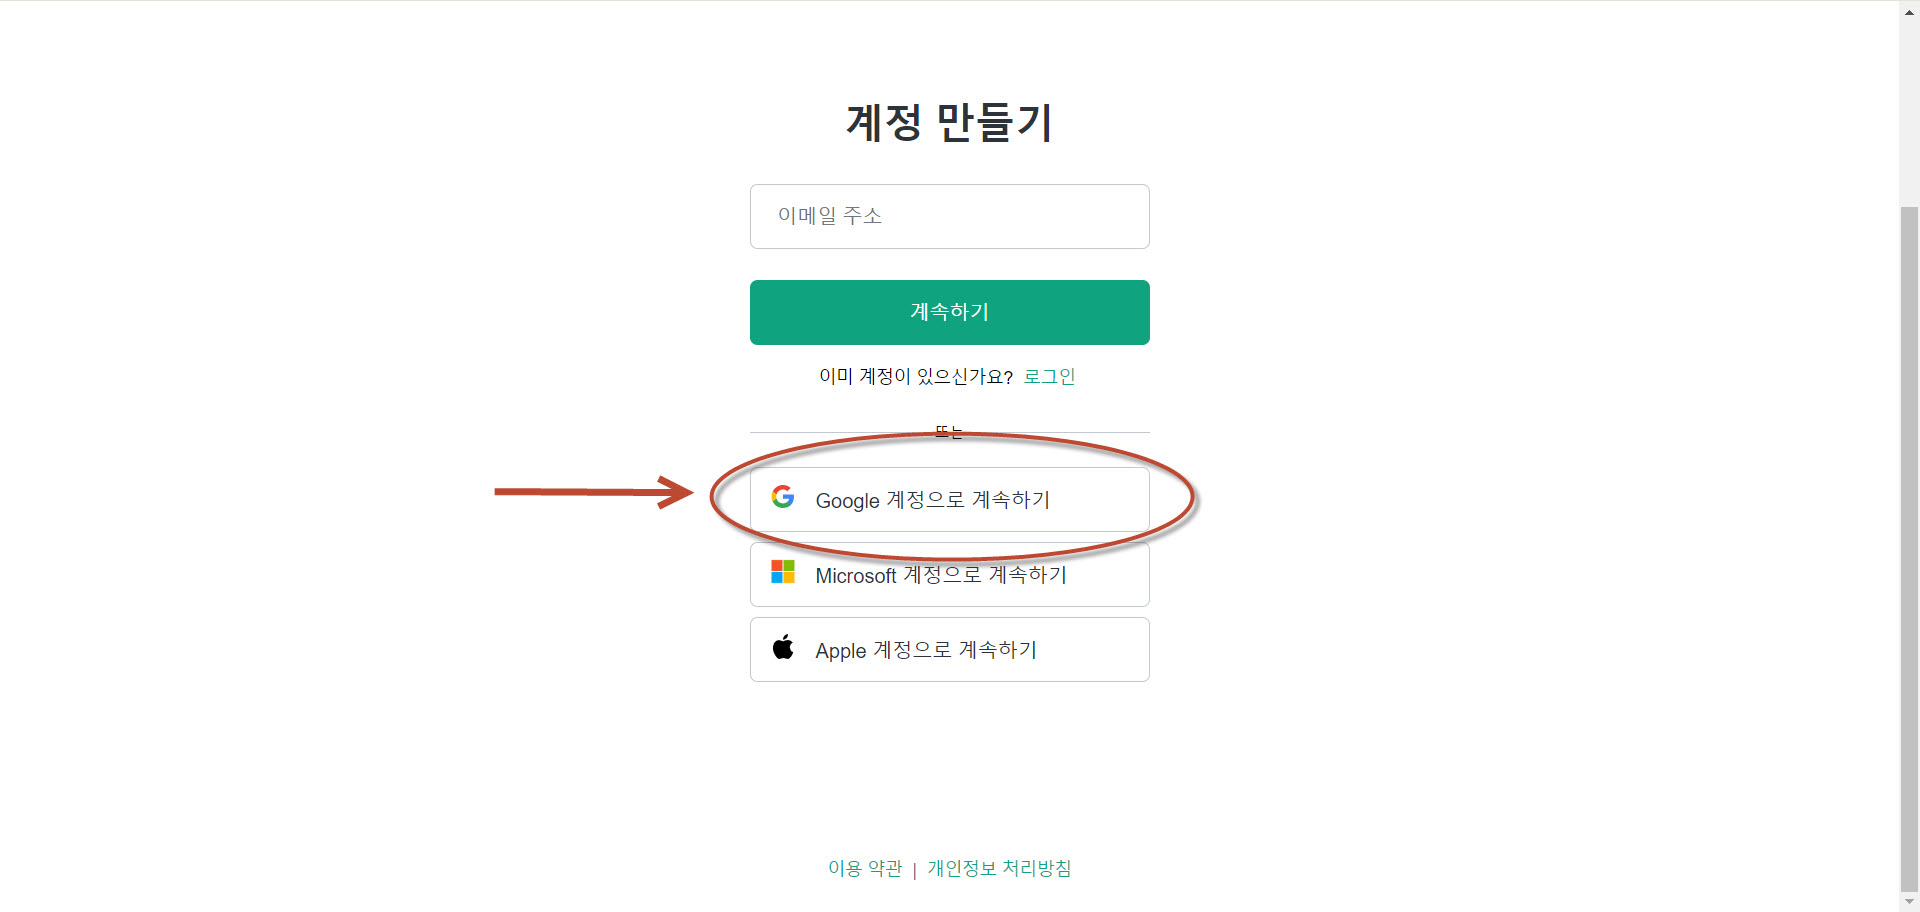 계정 만들기
이메일 주소
계속하기
이미 계정이 있으신가요? 로그인
또는
Google 계정으로 계속하기
Microsoft 계정으로 계속하기
Apple 계정으로 계속하기
이용 약관 | 개인정보 처리방침